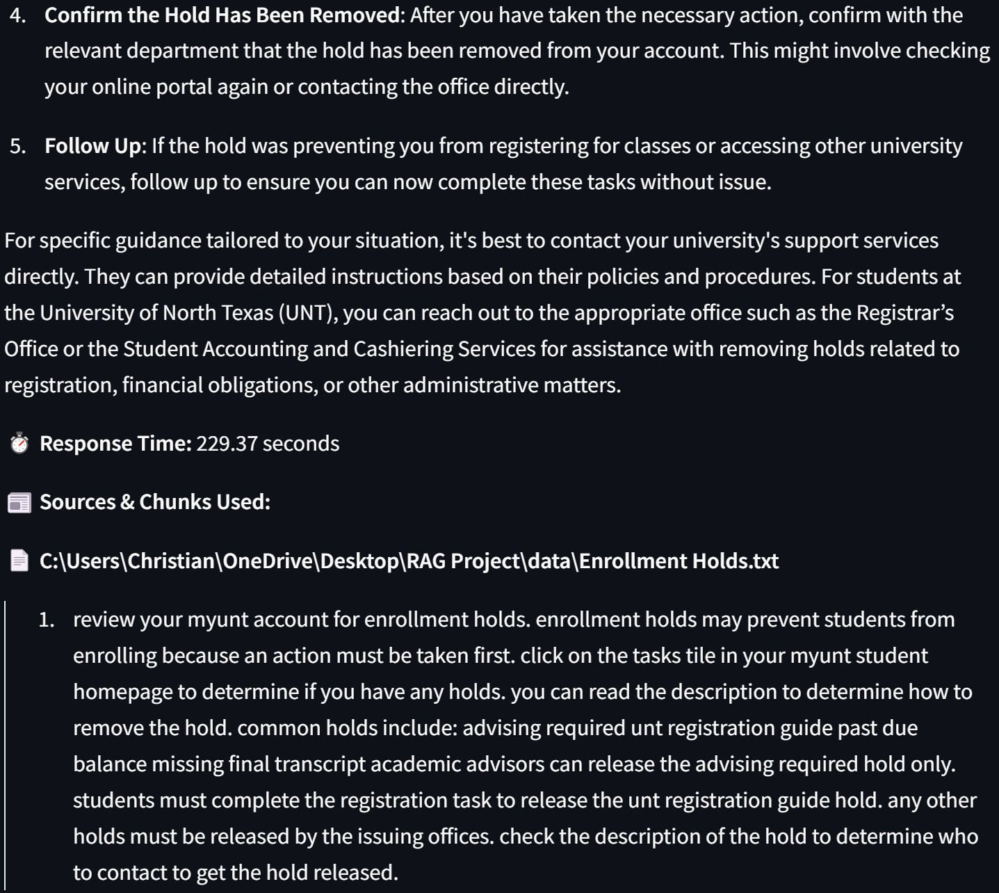 4. Confirm the Hold Has Been Removed: After you have taken the necessary action, confirm with the
relevant department that the hold has been removed from your account. This might involve checking
your online portal again or contacting the office directly.
5. Follow Up: If the hold was preventing you from registering for classes or accessing other university
services, follow up to ensure you can now complete these tasks without issue.
For specific guidance tailored to your situation, it's best to contact your university's support services
directly. They can provide detailed instructions based on their policies and procedures. For students at
the University of North Texas (UNT), you can reach out to the appropriate office such as the Registrar’s
Office or the Student Accounting and Cashiering Services for assistance with removing holds related to
registration, financial obligations, or other administrative matters.
Response Time: 229.37 seconds
Sources & Chunks Used:
C:\Users\Christian\OneDrive\Desktop\RAG Project\data\Enrollment Holds.txt
1. review your myunt account for enrollment holds. enrollment holds may prevent students from
enrolling because an action must be taken first. click on the tasks tile in your myunt student
homepage to determine if you have any holds. you can read the description to determine how to
remove the hold. common holds include: advising required unt registration guide past due
balance missing final transcript academic advisors can release the advising required hold only.
students must complete the registration task to release the unt registration guide hold. any other
holds must be released by the issuing offices. check the description of the hold to determine who
to contact to get the hold released.